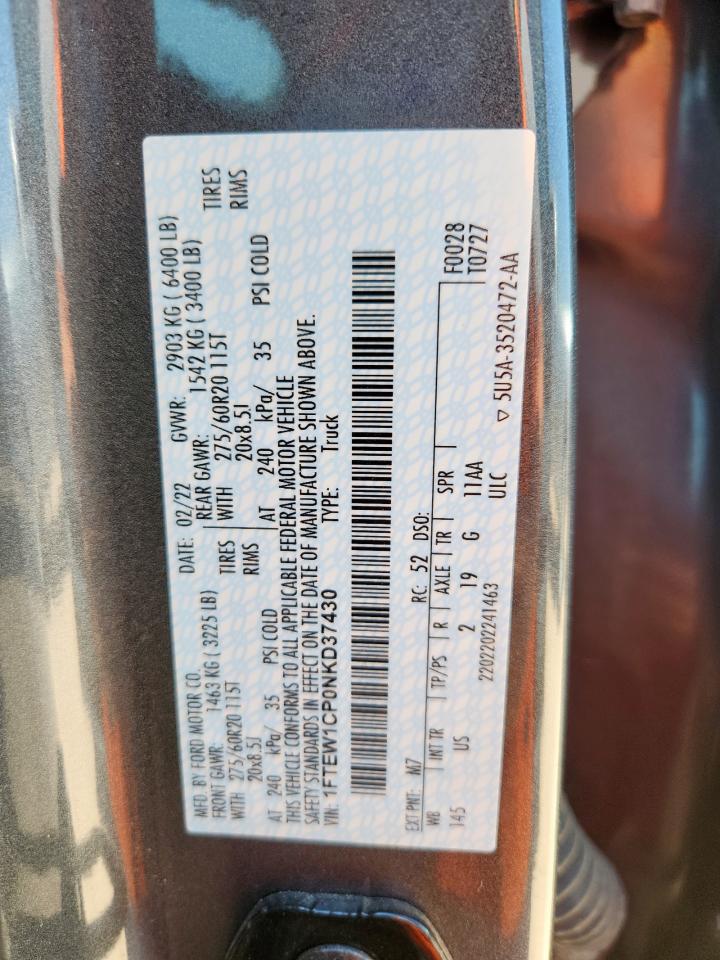 MFD. BY FORD MOTOR CO.
DATE: 02/22 GVWR: 2903 KG ( 6400 LB)
FRONT GAWR: 1463 KG ( 3225 LB)
REAR GAWR: 1542 KG ( 3400 LB)
WITH 275/60R20 115T TIRES
WITH 275/60R20 115T TIRES
20x8.5J RIMS
20x8.5J RIMS
AT 240 kPa/ 35 PSI COLD
AT 240 kPa/ 35 PSI COLD
THIS VEHICLE CONFORMS TO ALL APPLICABLE FEDERAL MOTOR VEHICLE
SAFETY STANDARDS IN EFFECT ON THE DATE OF MANUFACTURE SHOWN ABOVE.
VIN: 1FTEW1CP0NKD37430 TYPE: Truck
EXT PNT: M7 RC: 52 DSO: F0028
WB INT TR TP/PS R AXLE TR SPR T0727
145 US 2 19 G 11AA
2202202241463 ULC ▽ 5U5A-3520472-AA